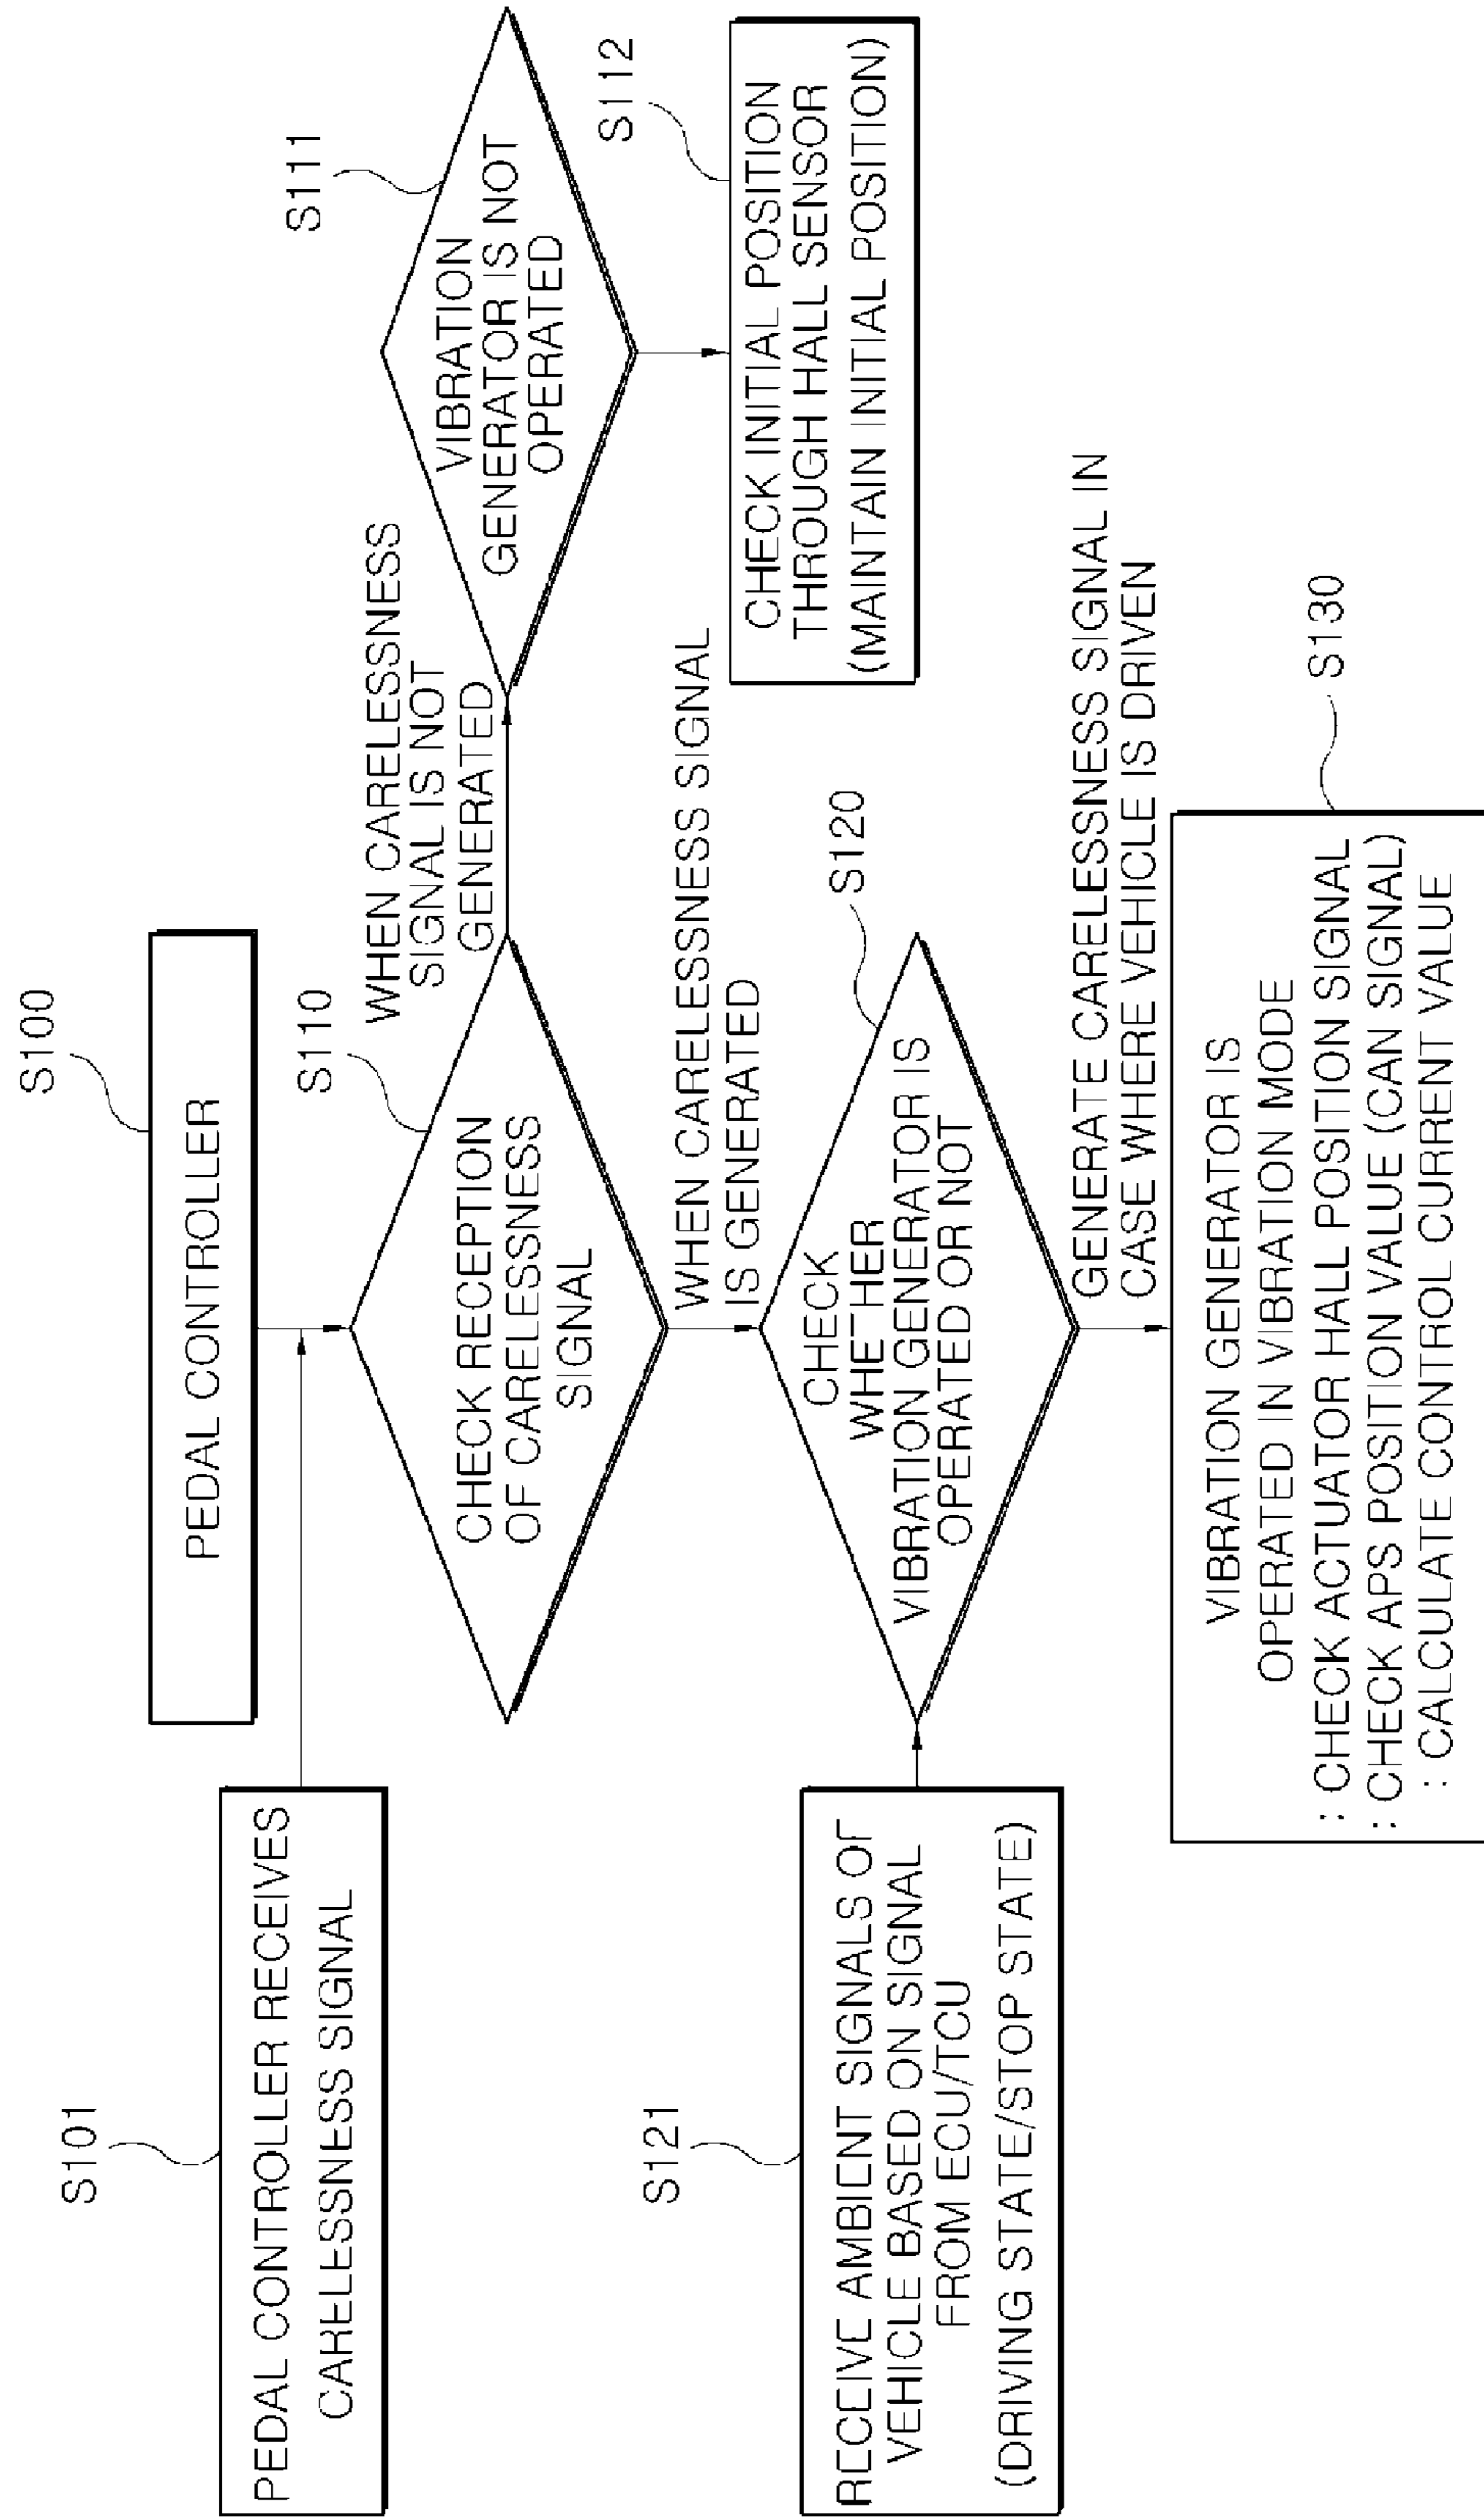 S100
PEDAL CONTROLLER
S101
PEDAL CONTROLLER RECEIVES
CARELESSNESS SIGNAL
S110
CHECK RECEPTION
OF CARELESSNESS
SIGNAL
WHEN CARELESSNESS
SIGNAL IS NOT
GENERATED
S111
VIBRATION
GENERATOR IS NOT
OPERATED
S112
CHECK INITIAL POSITION
THROUGH HALL SENSOR
(MAINTAIN INITIAL POSITION)
WHEN CARELESSNESS SIGNAL
IS GENERATED
S120
CHECK
WHETHER
VIBRATION GENERATOR IS
OPERATED OR NOT
S121
RECEIVE AMBIENT SIGNALS OF
VEHICLE BASED ON SIGNAL
FROM ECU/TCU
(DRIVING STATE/STOP STATE)
GENERATE CARELESSNESS SIGNAL IN
CASE WHERE VEHICLE IS DRIVEN
S130
VIBRATION GENERATOR IS
OPERATED IN VIBRATION MODE
: CHECK ACTUATOR HALL POSITION SIGNAL
: CHECK APS POSITION VALUE (CAN SIGNAL)
: CALCULATE CONTROL CURRENT VALUE